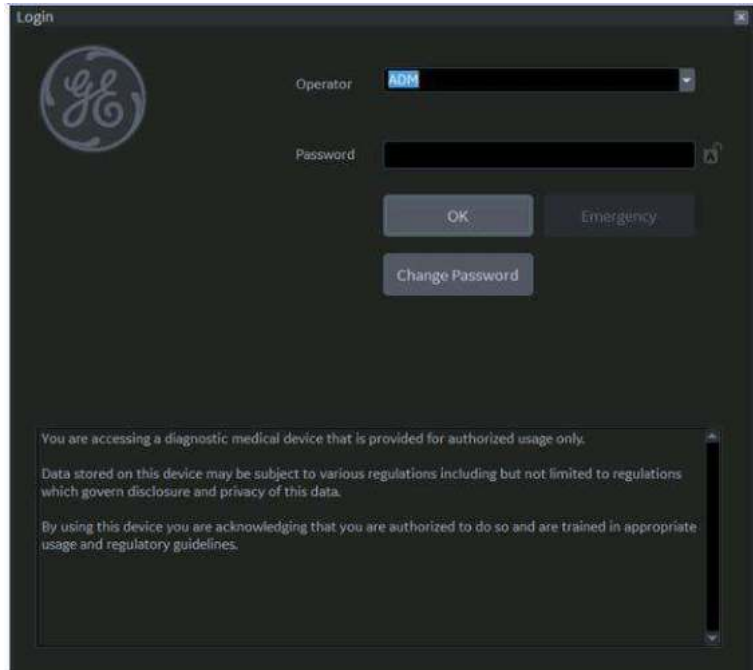 Login
GE
Operator
ADM
Password
OK
Emergency
Change Password
You are accessing a diagnostic medical device that is provided for authorized usage only.
Data stored on this device may be subject to various regulations including but not limited to regulations
which govern disclosure and privacy of this data.
By using this device you are acknowledging that you are authorized to do so and are trained in appropriate
usage and regulatory guidelines.